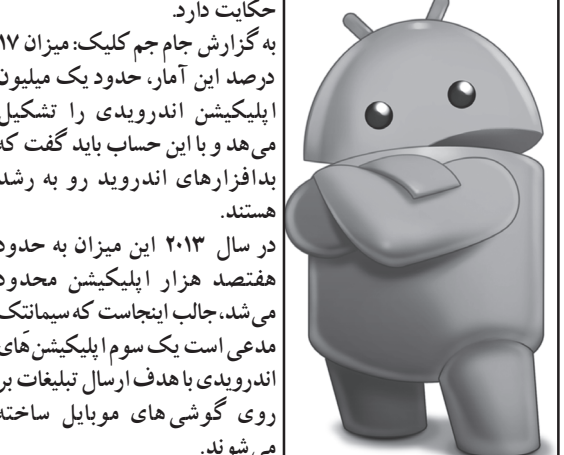 حکایت دارد.
به گزارش جام جم کلیک: میزان ۱۷
درصد این آمار، حدود یک میلیون
اپلیکیشن اندرویدی را تشکیل
می‌هد و با این حساب باید گفت که
بدافزارهای اندروید رو به رشد
هستند.
در سال ۲۰۱۳ این میزان به حدود
هفتصد هزار اپلیکیشن محدود
می‌شد، جالب اینجاست که سیمانتک
مدعی است یک سوم اپلیکیشن‌هَای
اندرویدی با هدف ارسال تبلیغات بر
روی گوشی‌های موبایل ساخته
می‌شوند.